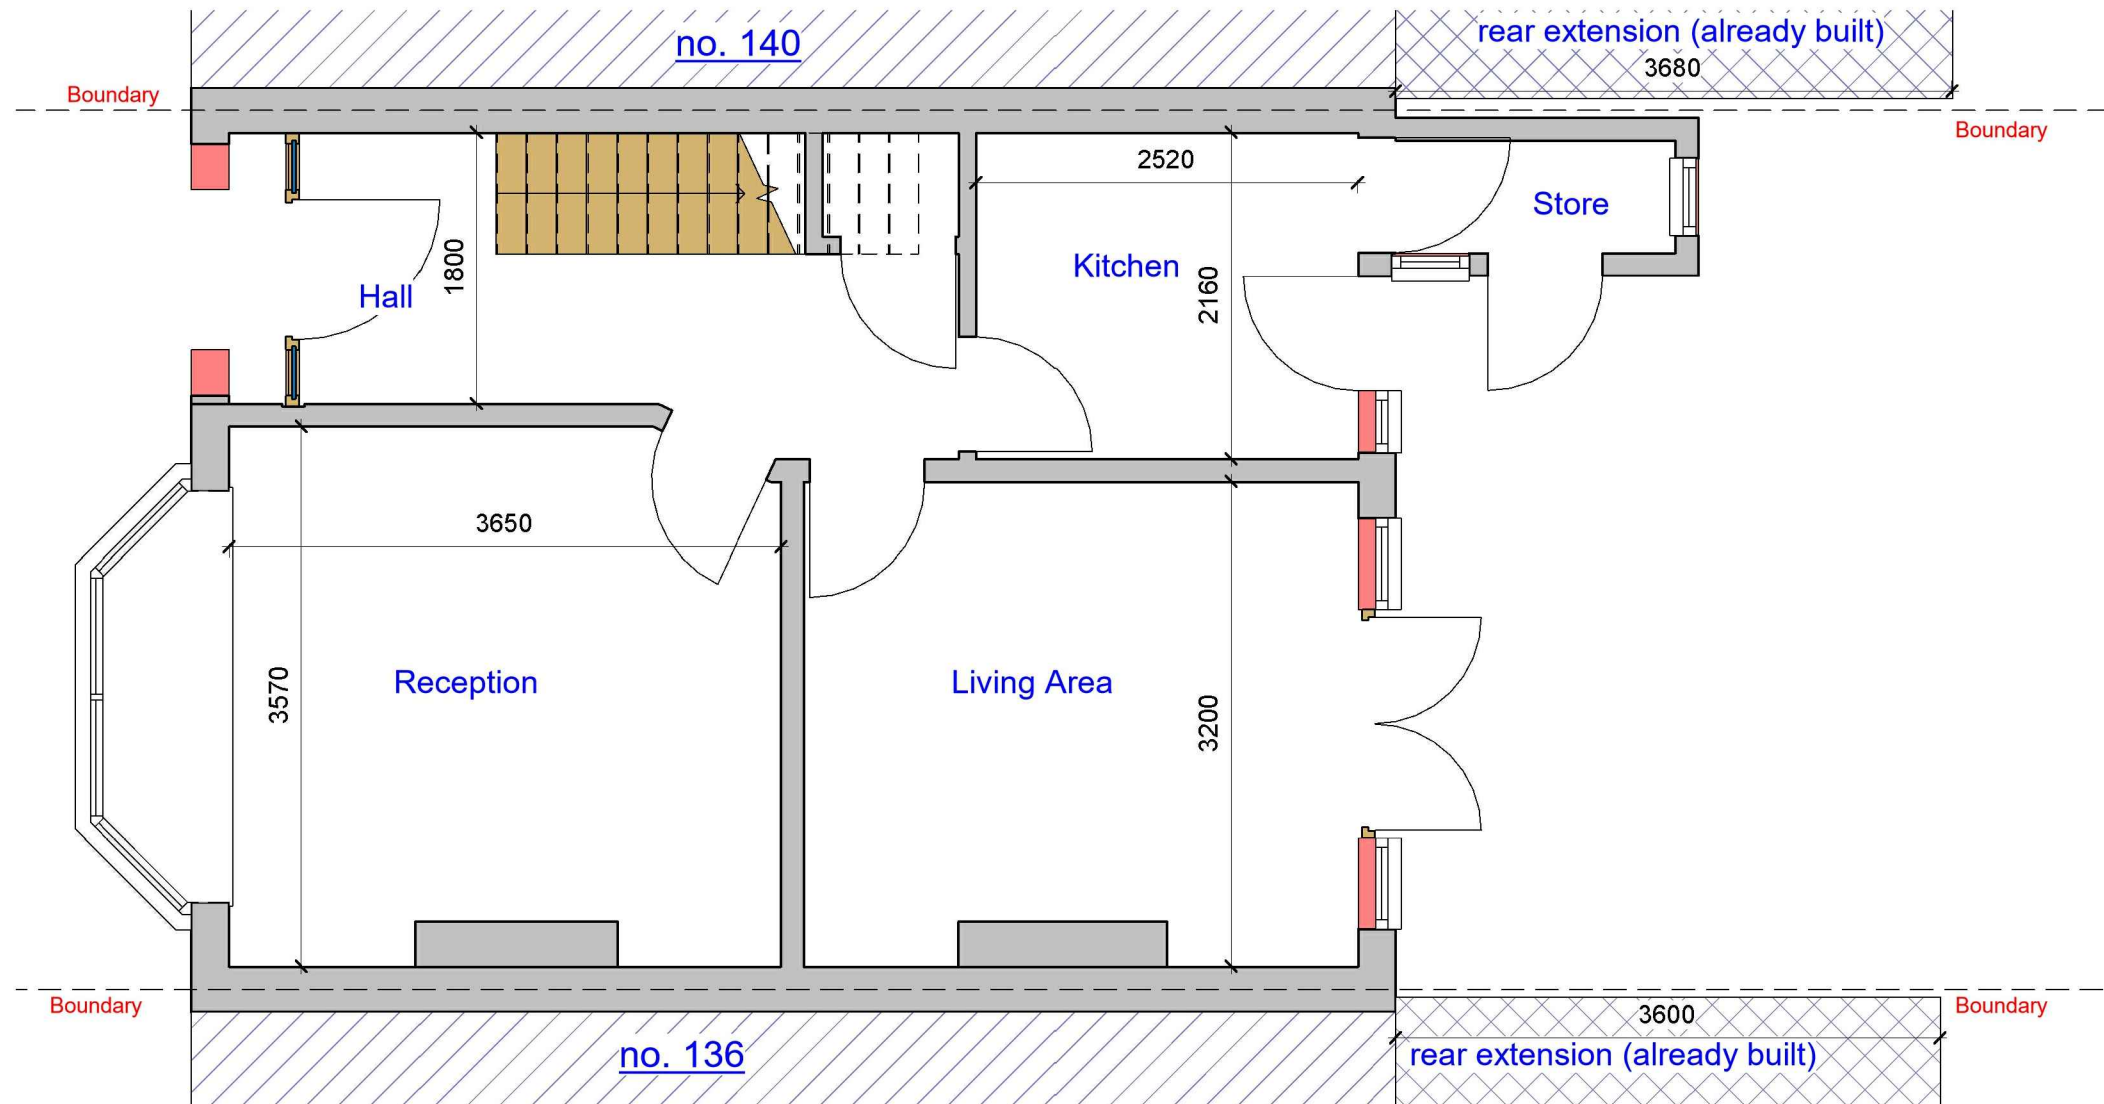 rear extension (already built)
no. 140
3680
Boundary
Boundary
2520
Store
1800
Hall
Kitchen
2160
3650
3570
Reception
Living Area
3200
Boundary
Boundary
3600
no. 136
rear extension (already built)